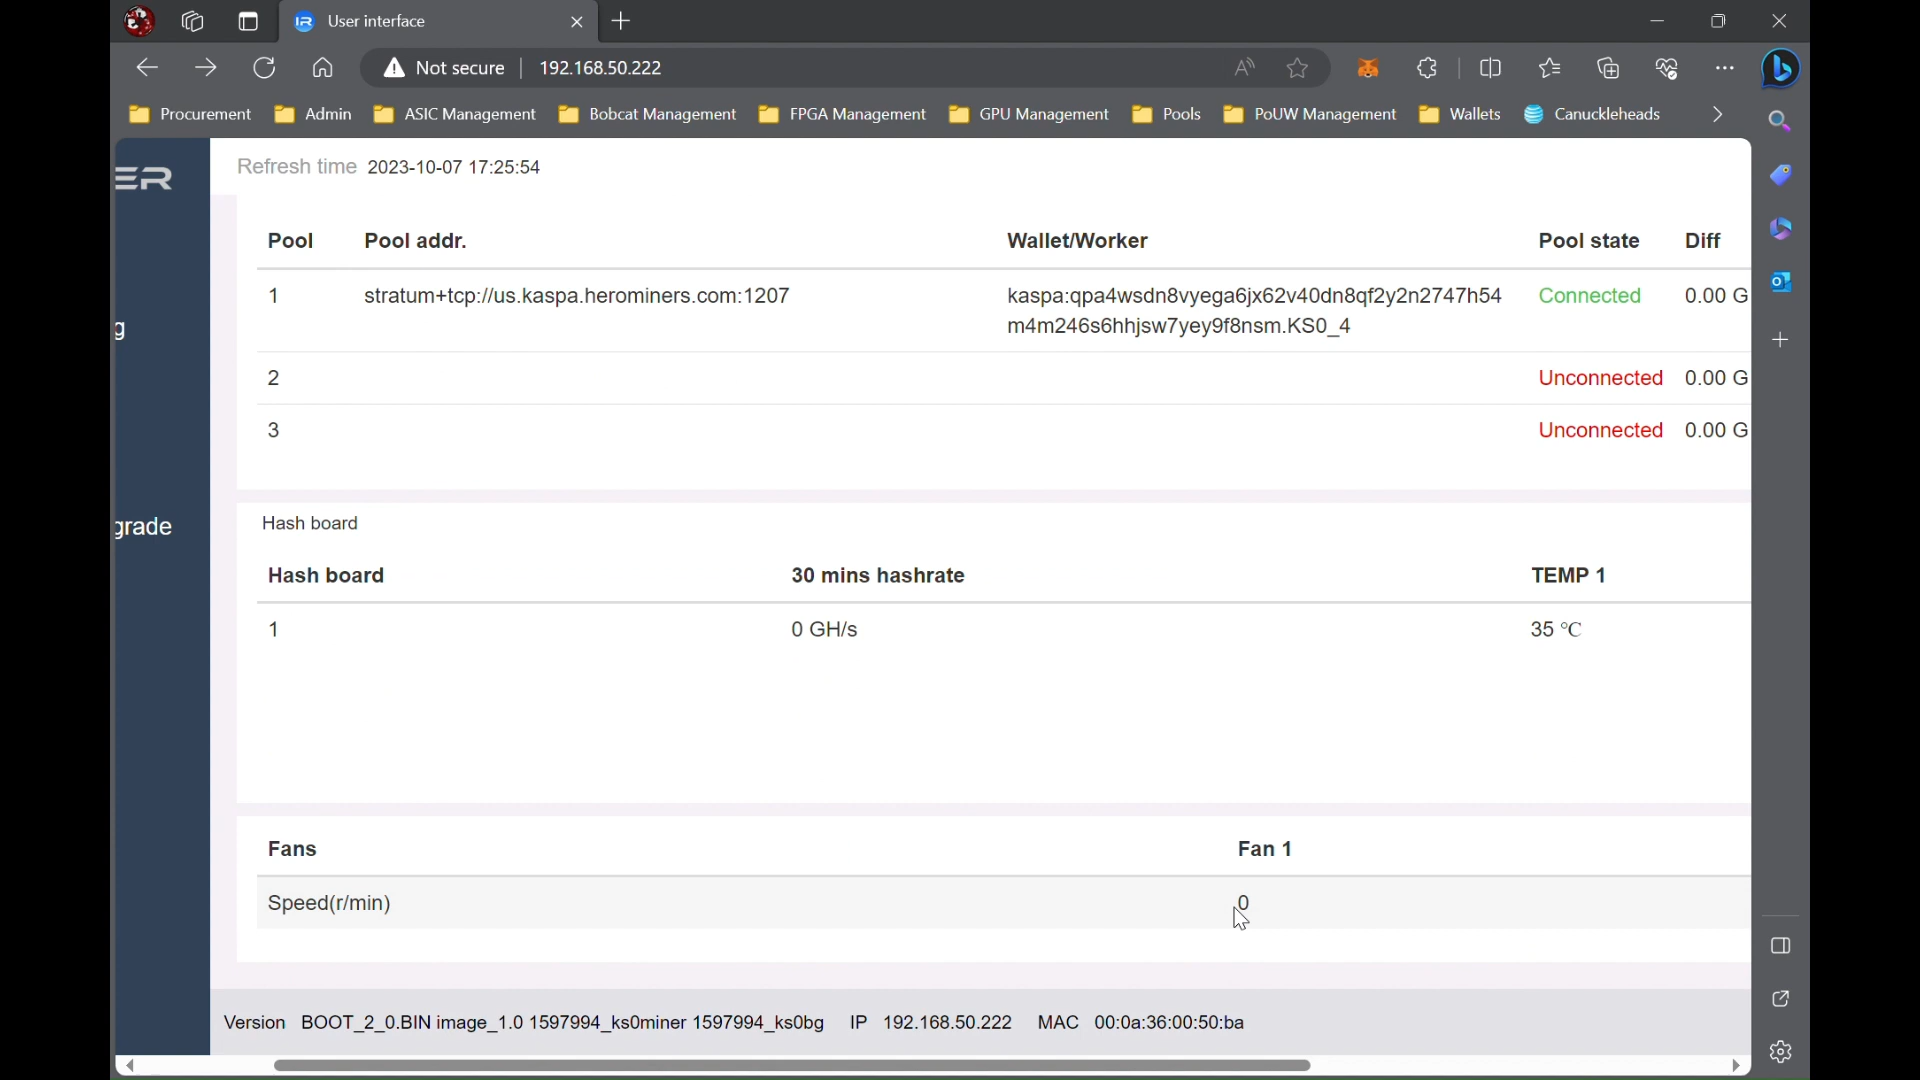 User interface
Not secure 192.168.50.222
Procurement Admin ASIC Management Bobcat Management FPGA Management GPU Management Pools PoUW Management Wallets Canuckleheads
ER
Refresh time 2023-10-07 17:25:54
Pool Pool addr. Wallet/Worker Pool state Diff
1 stratum+tcp://us.kaspa.herominers.com:1207 kaspa:qpa4wsdn8vyega6jx62v40dn8qf2y2n2747h54 Connected 0.00 G
m4m246s6hhjsw7yey9f8nsm.KS0_4
g
2 Unconnected 0.00 G
3 Unconnected 0.00 G
Hash board
grade
Hash board 30 mins hashrate TEMP 1
1 0 GH/s 35 ℃
Fans Fan 1
Speed(r/min) 0
Version BOOT_2_0.BIN image_1.0 1597994_ks0miner 1597994_ks0bg IP 192.168.50.222 MAC 00:0a:36:00:50:ba